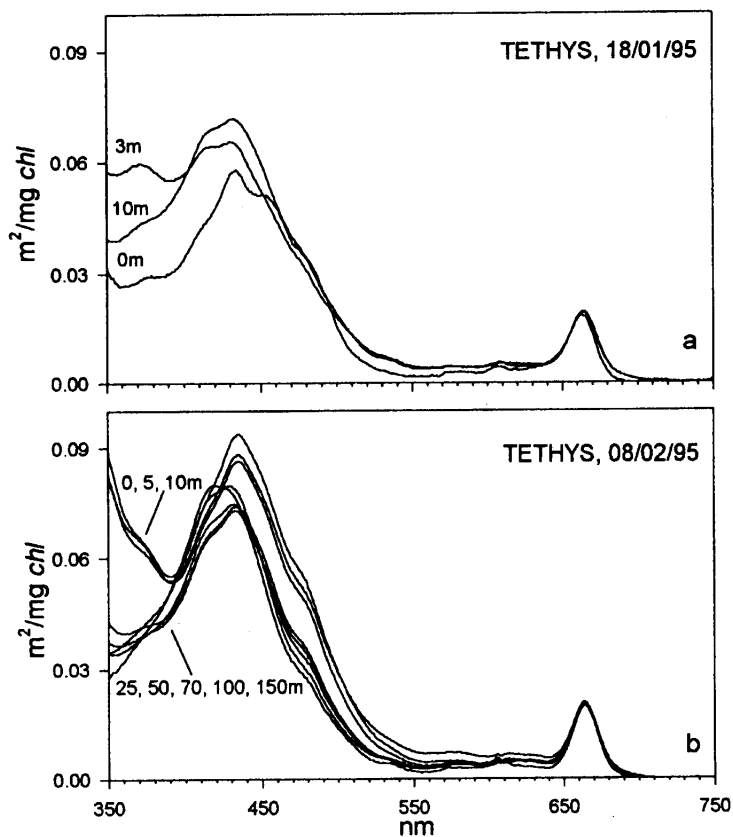 0.09
TETHYS, 18/01/95
3m
0.06
10m
m²/mg chl
0m
0.03
a
0.00
0.09
TETHYS, 08/02/95
0, 5, 10m
0.06
m²/mg chl
0.03
25, 50, 70, 100, 150m
b
0.00
350
450
550
650
750
nm